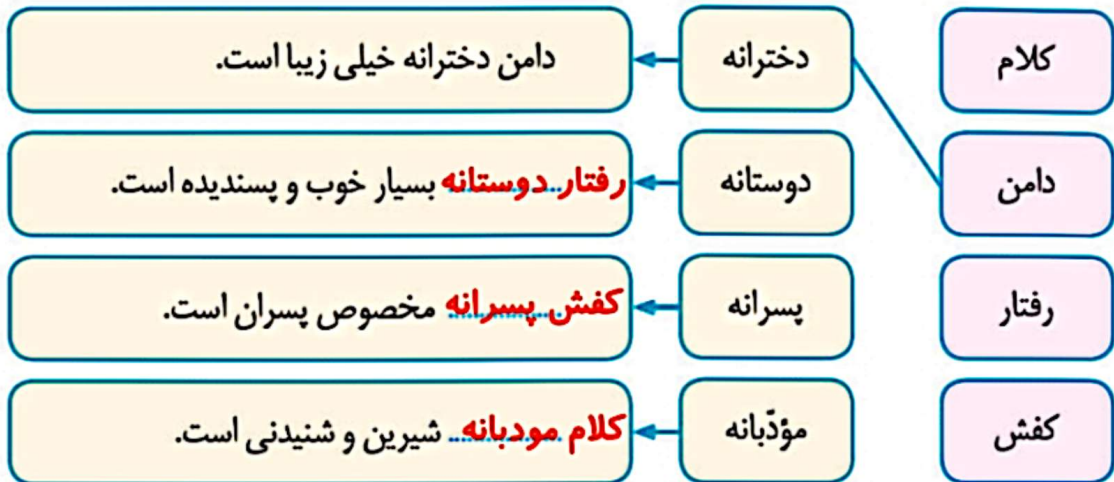 کلام
دخترانه
دامن دخترانه خیلی زیبا است.
دامن
دوستانه
رفتار دوستانه بسیار خوب و پسندیده است.
رفتار
پسرانه
کفش پسرانه مخصوص پسران است.
کفش
مؤدّبانه
کلام مودبانه شیرین و شنیدنی است.